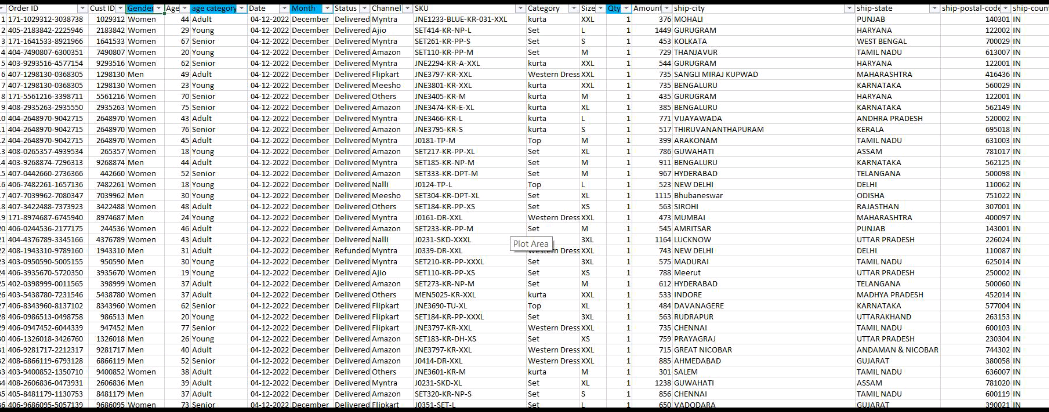 Order ID Cust ID Gender Age age category Date Month Status Channel SKU Category Size Qty Amount ship-city ship-state ship-postal-code ship-coun
1 171-1029312-3038738 1029312 Women 44 Adult 04-12-2022 December Delivered Myntra JNE1233-BLUE-KR-031-XXL kurta XXL 1 376 MOHALI PUNJAB 140301 IN
2 405-2183842-2225946 2183842 Women 29 Young 04-12-2022 December Delivered Ajio SET414-KR-NP-L Set L 1 1449 GURUGRAM HARYANA 122002 IN
3 171-1641533-8921966 1641533 Women 67 Senior 04-12-2022 December Delivered Myntra SET261-KR-PP-S Set S 1 453 KOLKATA WEST BENGAL 700029 IN
4 404-7490807-6300351 7490807 Women 20 Young 04-12-2022 December Delivered Amazon SET110-KR-PP-M Set M 1 729 THANJAVUR TAMIL NADU 613007 IN
5 403-9293516-4577154 9293516 Women 62 Senior 04-12-2022 December Delivered Myntra JNE2294-KR-A-XXL kurta XXL 1 544 GURUGRAM HARYANA 122001 IN
6 407-1298130-0368305 1298130 Men 49 Adult 04-12-2022 December Delivered Flipkart JNE3797-KR-XXL Western Dress XXL 1 735 SANGLI MIRAJ KUPWAD MAHARASHTRA 416436 IN
7 407-1298130-0368305 1298130 Women 23 Young 04-12-2022 December Delivered Meesho JNE3801-KR-XXL kurta XXL 1 735 BENGALURU KARNATAKA 560029 IN
8 171-5561216-3398711 5561216 Women 70 Senior 04-12-2022 December Delivered Others JNE3405-KR-M kurta M 1 435 GURUGRAM HARYANA 122001 IN
9 408-2935263-2935550 2935263 Women 75 Senior 04-12-2022 December Delivered Amazon JNE3474-KR-E-XL kurta XL 1 385 BENGALURU KARNATAKA 562149 IN
404-2648970-9042715 2648970 Women 43 Adult 04-12-2022 December Delivered Myntra JNE3466-KR-L kurta L 1 771 VIJAYAWADA ANDHRA PRADESH 520002 IN
404-2648970-9042715 2648970 Women 76 Senior 04-12-2022 December Delivered Amazon JNE3795-KR-S kurta S 1 517 THIRUVANANTHAPURAM KERALA 695018 IN
404-2648970-9042715 2648970 Women 45 Adult 04-12-2022 December Delivered Myntra J0181-TP-M Top M 1 399 ARAKONAM TAMIL NADU 631003 IN
408-0265357-4939534 265357 Women 18 Young 04-12-2022 December Delivered Amazon SET217-KR-PP-XL Set XL 1 786 GUWAHATI ASSAM 781017 IN
403-9268874-7296313 9268874 Men 44 Adult 04-12-2022 December Delivered Myntra SET185-KR-NP-M Set M 1 911 BENGALURU KARNATAKA 562125 IN
407-0442660-2736366 442660 Women 52 Senior 04-12-2022 December Delivered Amazon SET333-KR-DPT-M Set M 1 967 HYDERABAD TELANGANA 500098 IN
406-7482261-1657136 7482261 Women 18 Young 04-12-2022 December Delivered Nalli J0124-TP-L Top L 1 523 NEW DELHI DELHI 110062 IN
407-7039962-7080347 7039962 Men 30 Young 04-12-2022 December Delivered Meesho SET304-KR-DPT-XL Set XL 1 1115 Bhubaneswar ODISHA 751022 IN
407-3422488-7377923 3422488 Women 48 Adult 04-12-2022 December Delivered Others SET184-KR-PP-XS Set XS 1 563 SIROHI RAJASTHAN 307001 IN
171-8974687-6745940 8974687 Men 24 Young 04-12-2022 December Delivered Myntra J0161-DR-XXL Western Dress XXL 1 473 MUMBAI MAHARASHTRA 400097 IN
406-0244536-2177175 244536 Women 46 Adult 04-12-2022 December Delivered Amazon SET233-KR-PP-M Set M 1 545 AMRITSAR PUNJAB 143001 IN
404-4376789-3345166 4376789 Women 43 Adult 04-12-2022 December Delivered Nalli J0231-SKD-XXXL 3XL 1 1164 LUCKNOW UTTAR PRADESH 226024 IN
Plot Area
408-1943310-9789160 1943310 Men 31 Adult 04-12-2022 December Refunded Myntra J0339-DR-XXL Western Dress XXL 1 743 NEW DELHI DELHI 110087 IN
403-0950590-5005155 950590 Men 30 Young 04-12-2022 December Delivered Myntra SET210-KR-PP-XXXL Set 3XL 1 575 MADURAI TAMIL NADU 625014 IN
406-3935670-5720350 3935670 Women 19 Young 04-12-2022 December Delivered Ajio SET110-KR-PP-XS Set XS 1 788 Meerut UTTAR PRADESH 250002 IN
402-0398999-0011565 398999 Women 37 Adult 04-12-2022 December Delivered Amazon SET273-KR-PP-M Set M 1 612 HYDERABAD TELANGANA 500060 IN
403-5438780-7231546 5438780 Women 37 Adult 04-12-2022 December Delivered Others MEN5025-KR-XXL kurta XXL 1 533 INDORE MADHYA PRADESH 452014 IN
406-8343960-8137102 8343960 Women 62 Senior 04-12-2022 December Delivered Flipkart JNE3690-TU-XL Top XL 1 484 DAVANAGERE KARNATAKA 577004 IN
406-0986513-0498758 986513 Men 20 Young 04-12-2022 December Delivered Flipkart SET184-KR-PP-XXXL Set 3XL 1 563 RUDRAPUR UTTARAKHAND 263153 IN
406-0947452-6044339 947452 Men 77 Senior 04-12-2022 December Delivered Myntra JNE3797-KR-XXL Western Dress XXL 1 735 CHENNAI TAMIL NADU 600103 IN
406-1326018-3426760 1326018 Men 26 Young 04-12-2022 December Delivered Amazon SET183-KR-DH-XS Set XS 1 759 PRAYAGRAJ UTTAR PRADESH 230304 IN
406-9281717-2212317 9281717 Men 40 Adult 04-12-2022 December Delivered Amazon JNE3797-KR-XXL Western Dress XXL 1 715 GREAT NICOBAR ANDAMAN & NICOBAR 744302 IN
408-6866119-6793128 6866119 Men 52 Senior 04-12-2022 December Delivered Amazon J0414-DR-XXL Western Dress XXL 1 885 AHMEDABAD GUJARAT 380058 IN
403-9400852-1350710 9400852 Women 38 Adult 04-12-2022 December Delivered Others JNE3601-KR-M kurta M 1 301 SALEM TAMIL NADU 636007 IN
408-2606836-0473931 2606836 Men 39 Adult 04-12-2022 December Delivered Myntra J0231-SKD-XL Set XL 1 1238 GUWAHATI ASSAM 781020 IN
405-8481179-1130753 8481179 Men 37 Adult 04-12-2022 December Delivered Amazon SET320-KR-NP-S Set S 1 856 CHENNAI TAMIL NADU 600119 IN
406-9686095-5057139 9686095 Women 73 Senior 04-12-2022 December Delivered Flipkart J0351-SET-L Set L 1 650 VADODARA GUJARAT 390021 IN